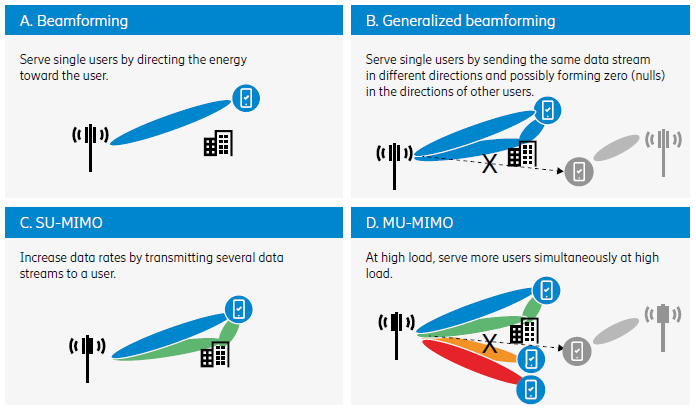 A. Beamforming
Serve single users by directing the energy
toward the user.
B. Generalized beamforming
Serve single users by sending the same data stream
in different directions and possibly forming zero (nulls)
in the directions of other users.
X
C. SU-MIMO
Increase data rates by transmitting several data
streams to a user.
D. MU-MIMO
At high load, serve more users simultaneously at high
load.
X